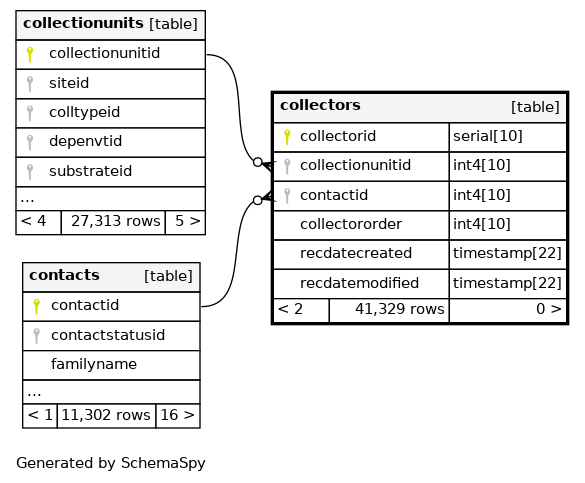 collectionunits [table]
collectionunitid
siteid
colltypeid
depenvtid
substrateid
...
< 4 27,313 rows 5 >
contacts [table]
contactid
contactstatusid
familyname
...
< 1 11,302 rows 16 >
collectors [table]
collectorid serial[10]
collectionunitid int4[10]
contactid int4[10]
collectororder int4[10]
recdatecreated timestamp[22]
recdatemodified timestamp[22]
< 2 41,329 rows 0 >
Generated by SchemaSpy